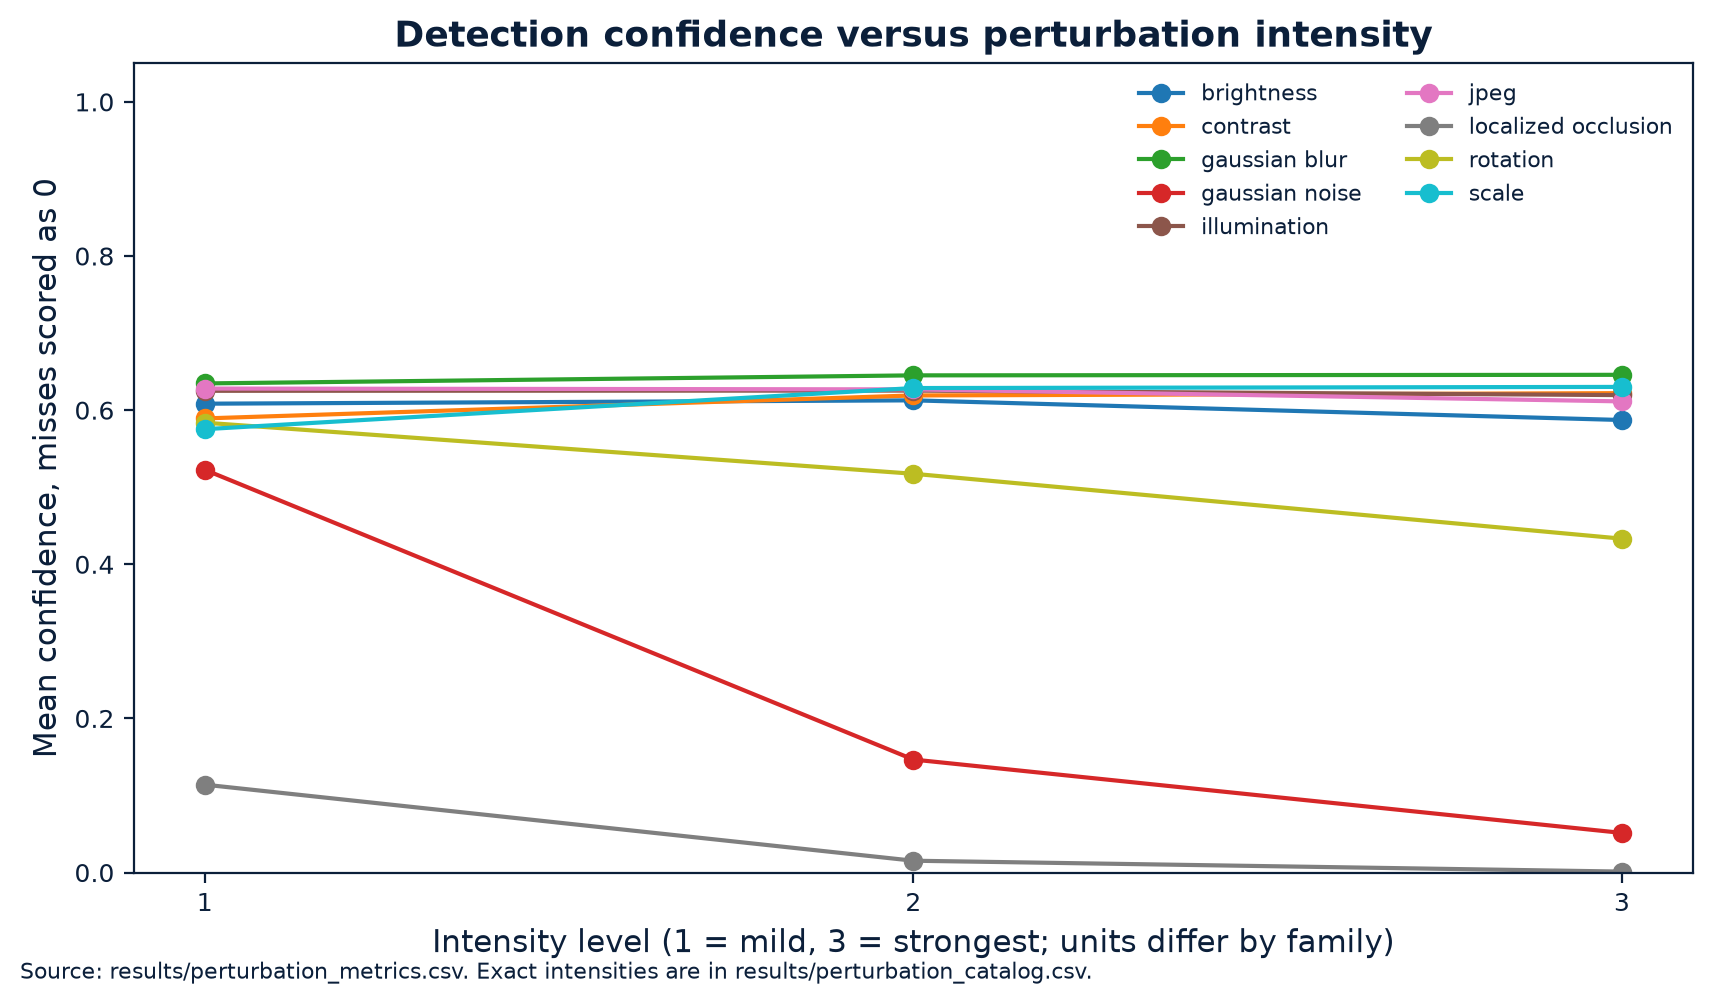 Detection confidence versus perturbation intensity
Mean confidence, misses scored as 0
1.0
0.8
0.6
0.4
0.2
0.0
brightness
contrast
gaussian blur
gaussian noise
illumination
jpeg
localized occlusion
rotation
scale
1
2
3
Intensity level (1 = mild, 3 = strongest; units differ by family)
Source: results/perturbation_metrics.csv. Exact intensities are in results/perturbation_catalog.csv.